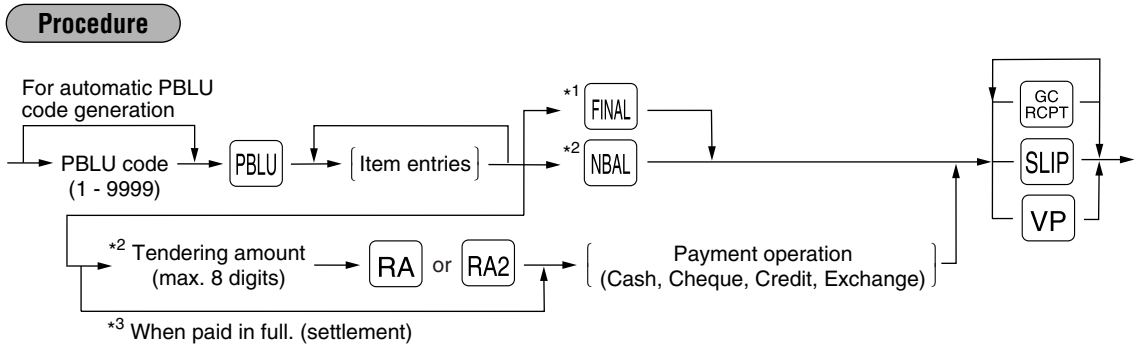 Procedure
For automatic PBLU
code generation
PBLU code
(1 - 9999)
PBLU
Item entries
*1 FINAL
*2 NBAL
GC
RCPT
SLIP
VP
*2 Tendering amount
(max. 8 digits)
RA or RA2
Payment operation
(Cash, Cheque, Credit, Exchange)
*3 When paid in full. (settlement)